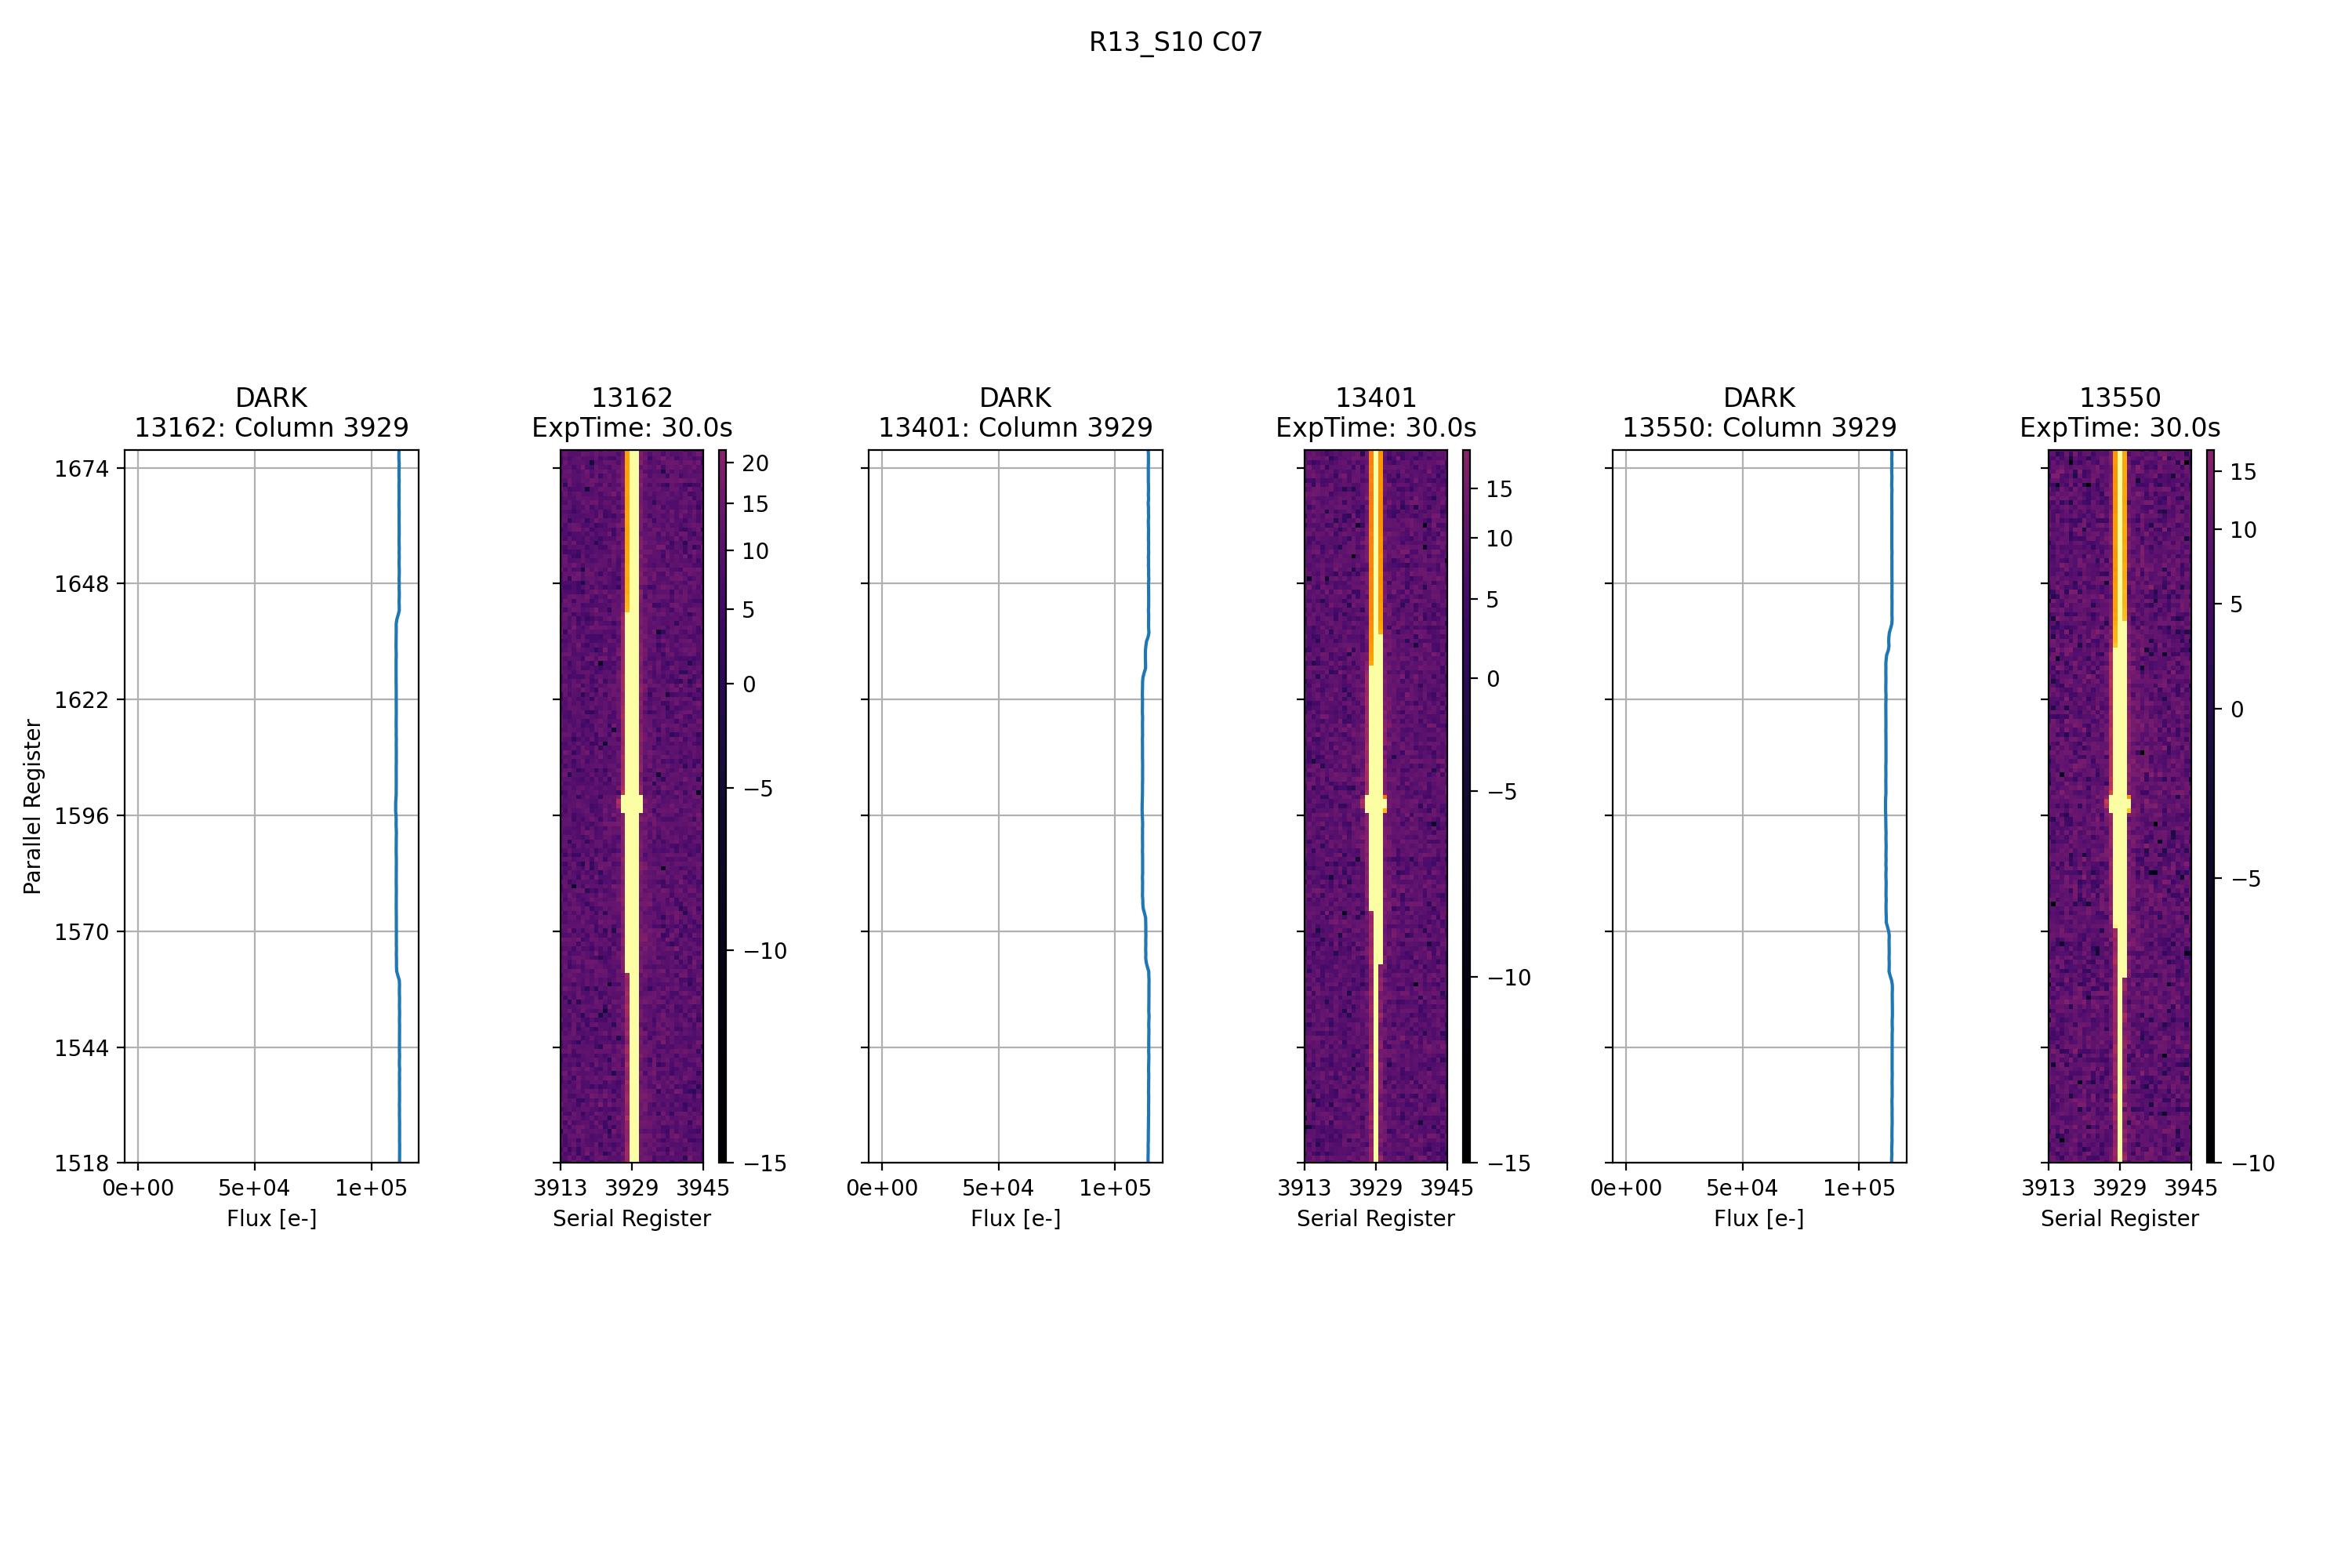 R13_S10 C07
DARK
13162: Column 3929
13162
ExpTime: 30.0s
DARK
13401: Column 3929
13401
ExpTime: 30.0s
DARK
13550: Column 3929
13550
ExpTime: 30.0s
Parallel Register
1674
1648
1622
1596
1570
1544
1518
0e+00 5e+04 1e+05
Flux [e-]
20
15
10
5
0
−5
−10
−15
3913 3929 3945
Serial Register
0e+00 5e+04 1e+05
Flux [e-]
15
10
5
0
−5
−10
−15
3913 3929 3945
Serial Register
0e+00 5e+04 1e+05
Flux [e-]
15
10
5
0
−5
−10
3913 3929 3945
Serial Register